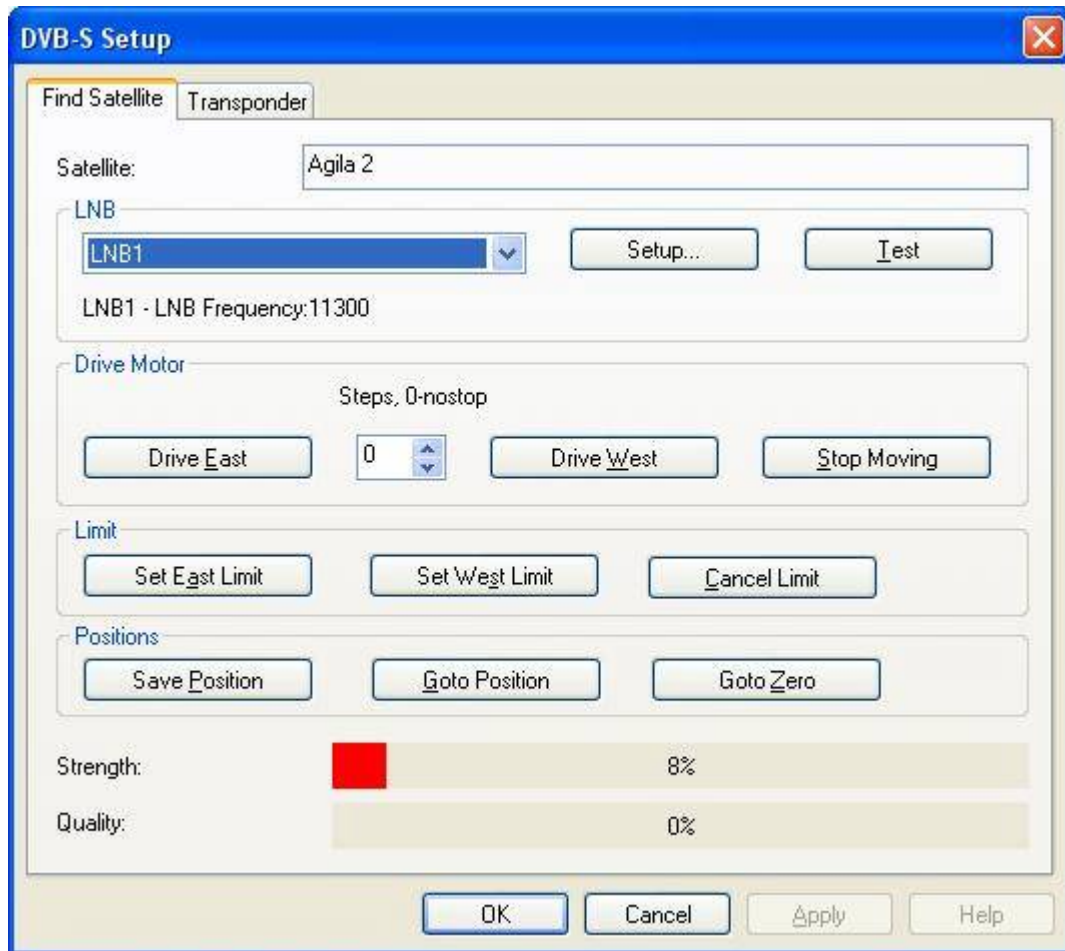 DVB-S Setup
Find Satellite Transponder
Satellite: Agila 2
LNB
LNB1 Setup... Test
LNB1 - LNB Frequency:11300
Drive Motor
Steps, 0-nostop
Drive East 0 Drive West Stop Moving
Limit
Set East Limit Set West Limit Cancel Limit
Positions
Save Position Goto Position Goto Zero
Strength: 8%
Quality: 0%
OK Cancel Apply Help